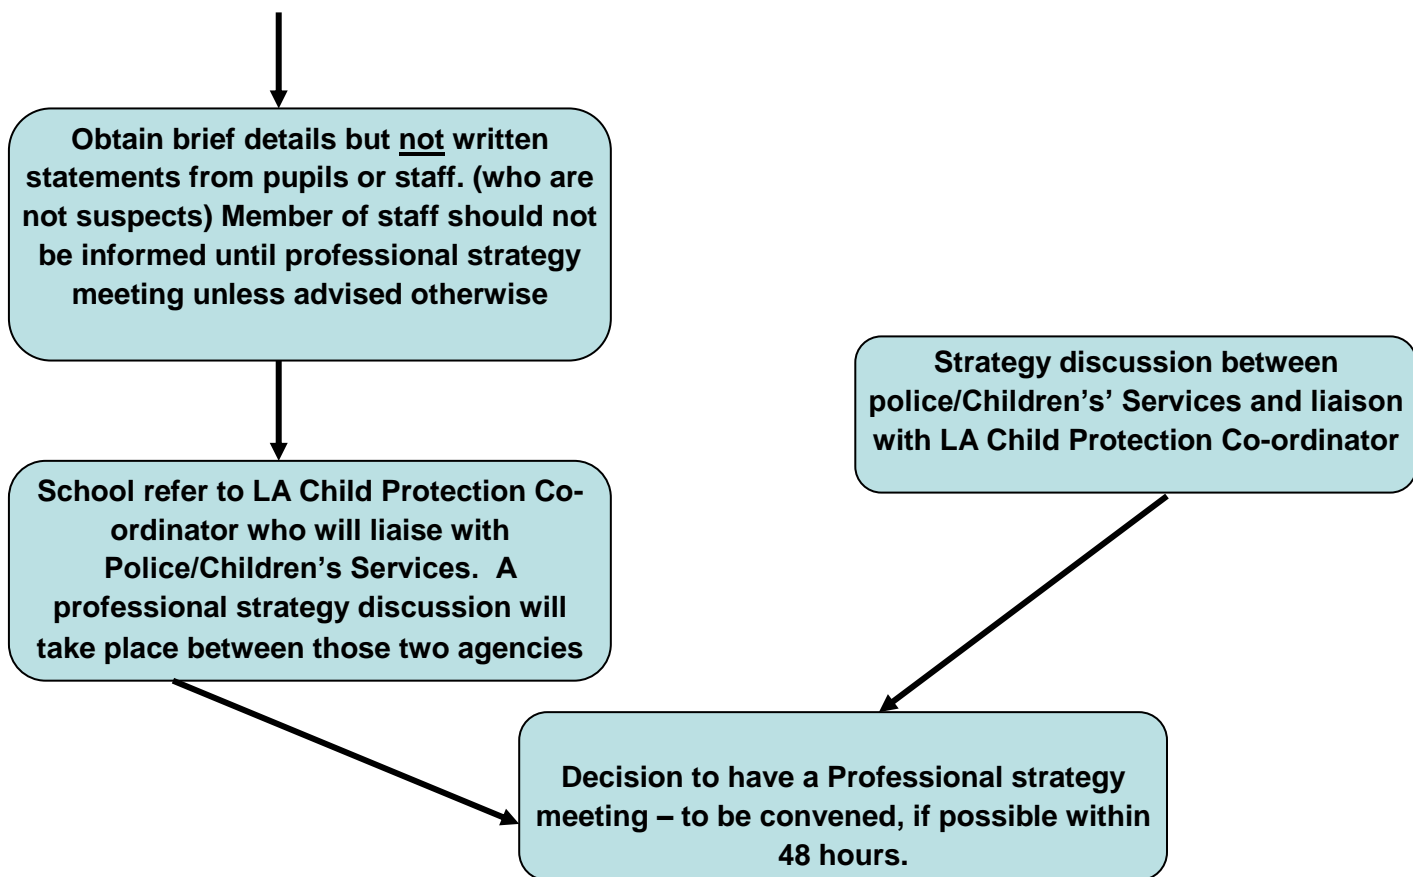 Obtain brief details but not written
statements from pupils or staff. (who are
not suspects) Member of staff should not
be informed until professional strategy
meeting unless advised otherwise
Strategy discussion between
police/Children's’ Services and liaison
with LA Child Protection Co-ordinator
School refer to LA Child Protection Co-
ordinator who will liaise with
Police/Children’s Services.  A
professional strategy discussion will
take place between those two agencies
Decision to have a Professional strategy
meeting – to be convened, if possible within
48 hours.